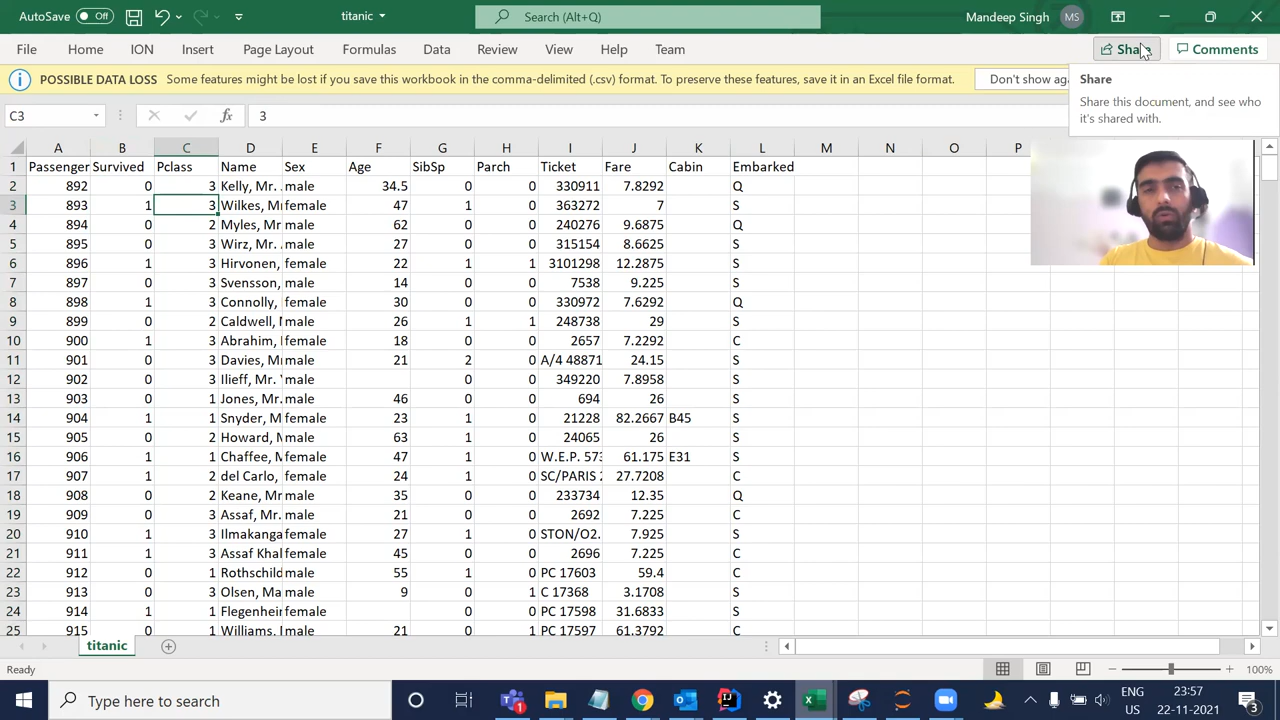 AutoSave Off titanic Search (Alt+Q) Mandeep Singh MS
File Home ION Insert Page Layout Formulas Data Review View Help Team Share Comments
POSSIBLE DATA LOSS Some features might be lost if you save this workbook in the comma-delimited (.csv) format. To preserve these features, save it in an Excel file format. Don't show aga
Share
Share this document, and see who
it's shared with.
C3 fx 3
A B C D E F G H I J K L M N O P
1 Passenger Survived Pclass Name Sex Age SibSp Parch Ticket Fare Cabin Embarked
2 892 0 3 Kelly, Mr. male 34.5 0 0 330911 7.8292 Q
3 893 1 3 Wilkes, Mr female 47 1 0 363272 7 S
4 894 0 2 Myles, Mr. male 62 0 0 240276 9.6875 Q
5 895 0 3 Wirz, Mr. male 27 0 0 315154 8.6625 S
6 896 1 3 Hirvonen, female 22 1 1 3101298 12.2875 S
7 897 0 3 Svensson, male 14 0 0 7538 9.225 S
8 898 1 3 Connolly, female 30 0 0 330972 7.6292 Q
9 899 0 2 Caldwell, male 26 1 1 248738 29 S
10 900 1 3 Abrahim, female 18 0 0 2657 7.2292 C
11 901 0 3 Davies, Mr male 21 2 0 A/4 48871 24.15 S
12 902 0 3 Ilieff, Mr. male 0 0 349220 7.8958 S
13 903 0 1 Jones, Mr. male 46 0 0 694 26 S
14 904 1 1 Snyder, M female 23 1 0 21228 82.2667 B45 S
15 905 0 2 Howard, male 63 1 0 24065 26 S
16 906 1 1 Chaffee, female 47 1 0 W.E.P. 573 61.175 E31 S
17 907 1 2 del Carlo, female 24 1 0 SC/PARIS 27.7208 C
18 908 0 2 Keane, Mr male 35 0 0 233734 12.35 Q
19 909 0 3 Assaf, Mr. male 21 0 0 2692 7.225 C
20 910 1 3 Ilmakanga female 27 1 0 STON/O2. 7.925 S
21 911 1 3 Assaf Khal female 45 0 0 2696 7.225 C
22 912 0 1 Rothschild male 55 1 0 PC 17603 59.4 C
23 913 0 3 Olsen, Ma male 9 0 1 C 17368 3.1708 S
24 914 1 1 Flegenhei female 0 0 PC 17598 31.6833 S
25 915 0 1 Williams, male 21 0 1 PC 17597 61.3792 C
titanic
Ready 100%
Type here to search ENG 23:57
US 22-11-2021 3